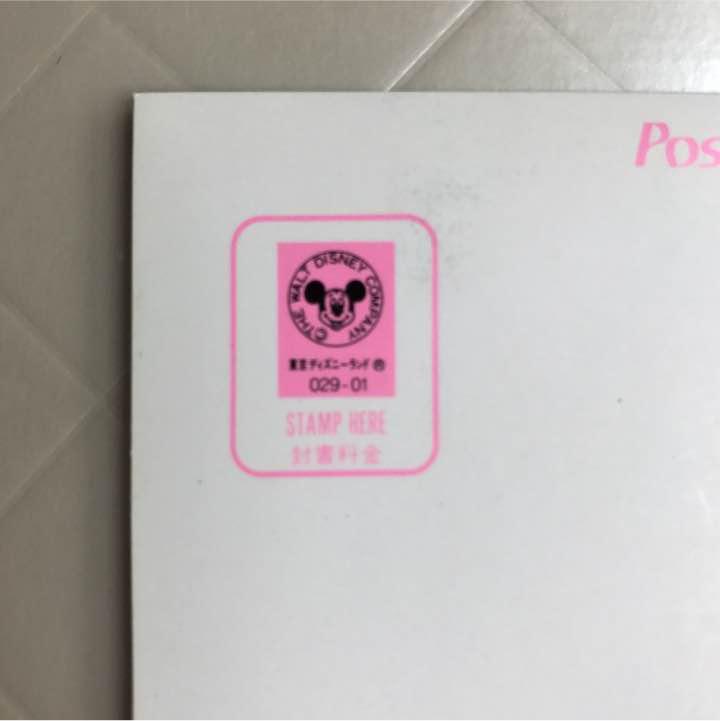 Pos
©THE WALT DISNEY COMPANY
東京ディズニーランド
029-01
STAMP HERE
封書料金